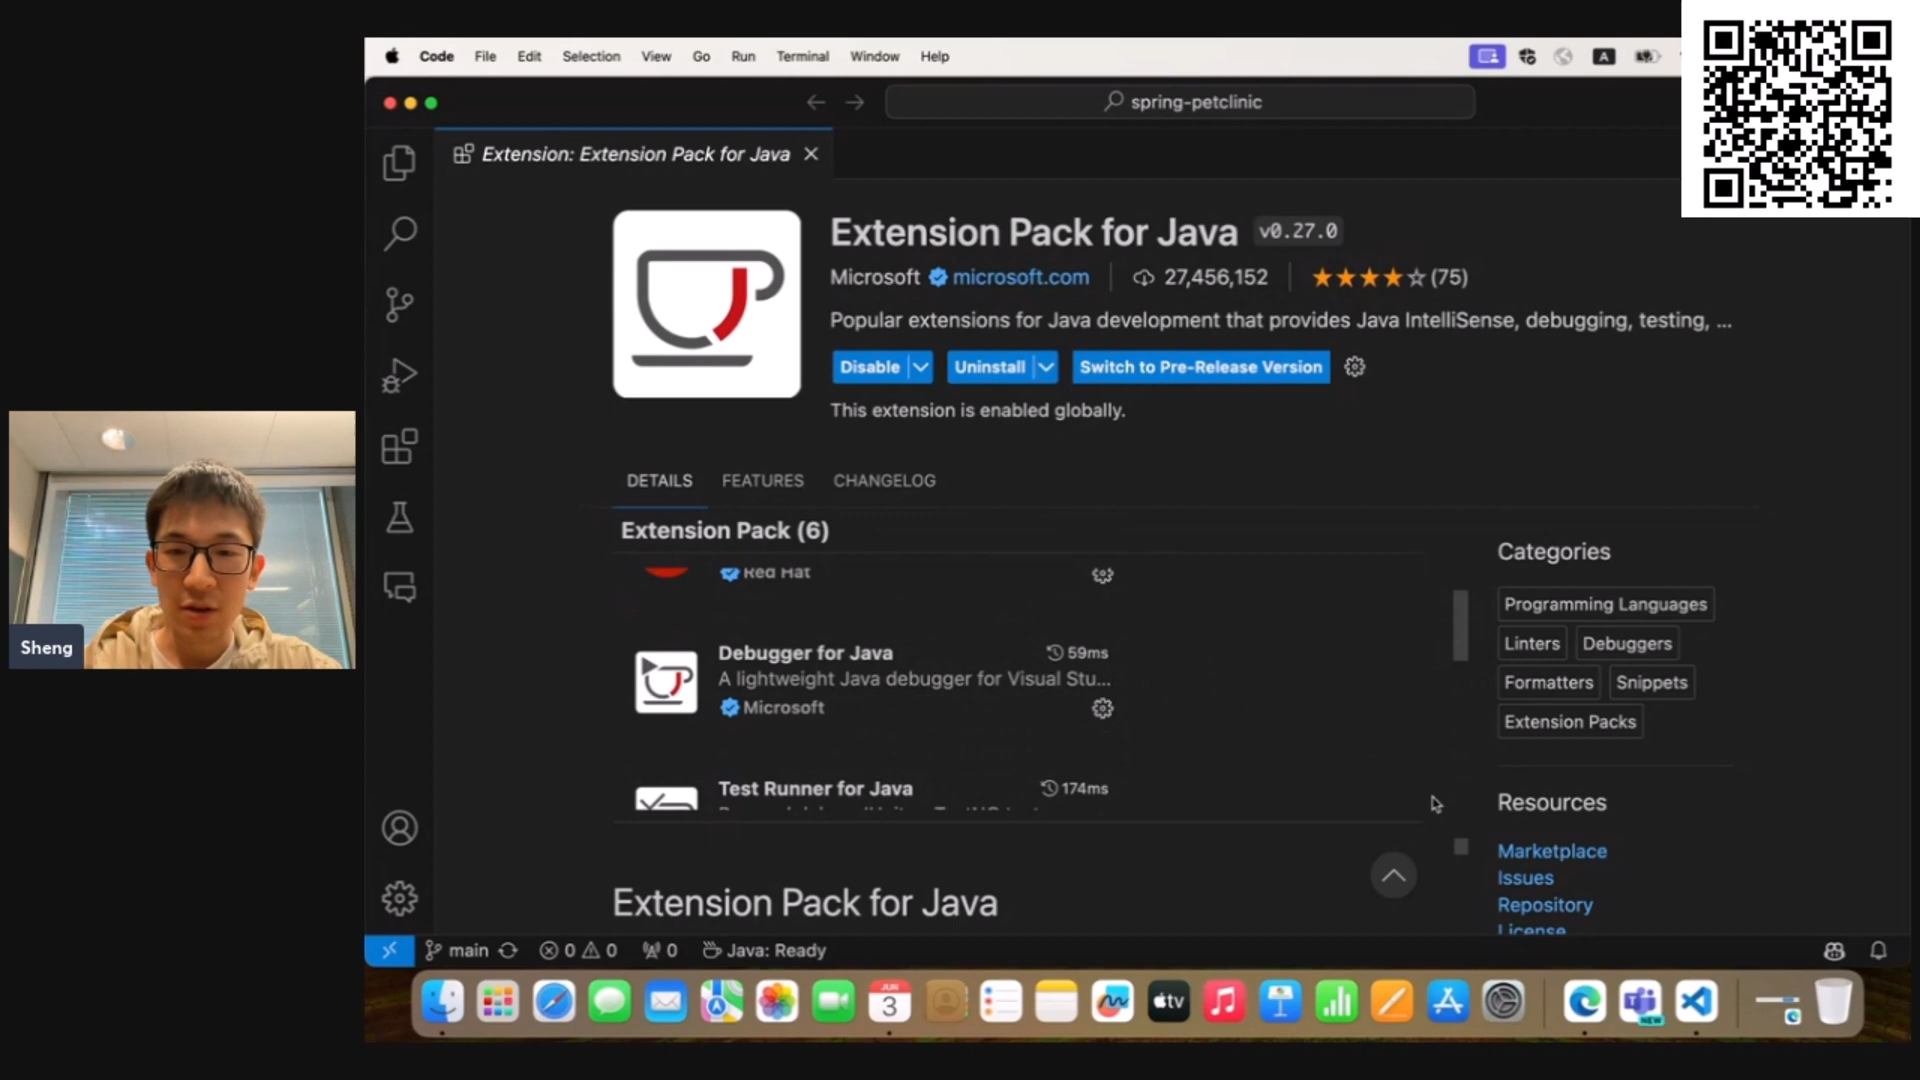 Code File Edit Selection View Go Run Terminal Window Help
A
spring-petclinic
Extension: Extension Pack for Java
Extension Pack for Java v0.27.0
Microsoft microsoft.com 27,456,152 (75)
Popular extensions for Java development that provides Java IntelliSense, debugging, testing, ...
Disable Uninstall Switch to Pre-Release Version
This extension is enabled globally.
DETAILS FEATURES CHANGELOG
Extension Pack (6)
Red Hat
Debugger for Java 59ms
A lightweight Java debugger for Visual Stu...
Microsoft
Test Runner for Java 174ms
Extension Pack for Java
Categories
Programming Languages
Linters Debuggers
Formatters Snippets
Extension Packs
Resources
Marketplace
Issues
Repository
License
Sheng
main 0 0 0 Java: Ready
JUN
3
tv
NEW